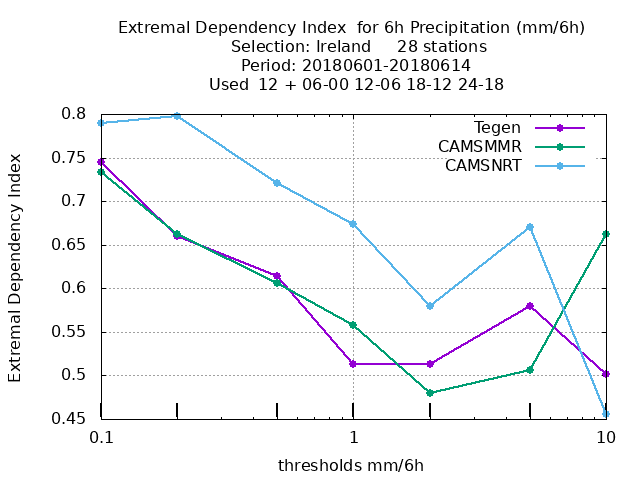 Extremal Dependency Index  for 6h Precipitation (mm/6h)
Selection: Ireland     28 stations
Period: 20180601-20180614
Used  12 + 06-00 12-06 18-12 24-18
Tegen
CAMSMMR
CAMSNRT
0.8
0.75
0.7
0.65
0.6
0.55
0.5
0.45
Extremal Dependency Index
0.1 1 10
thresholds mm/6h